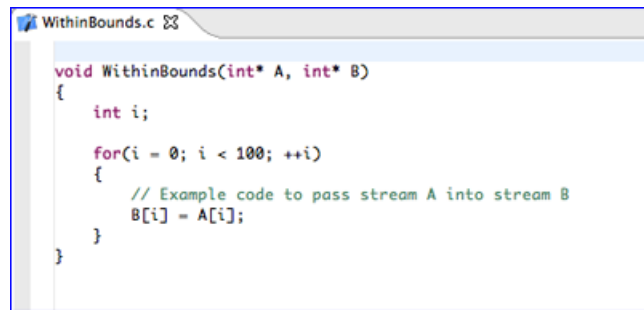 WithinBounds.c
void WithinBounds(int* A, int* B)
{
    int i;
    for(i = 0; i < 100; ++i)
    {
        // Example code to pass stream A into stream B
        B[i] = A[i];
    }
}